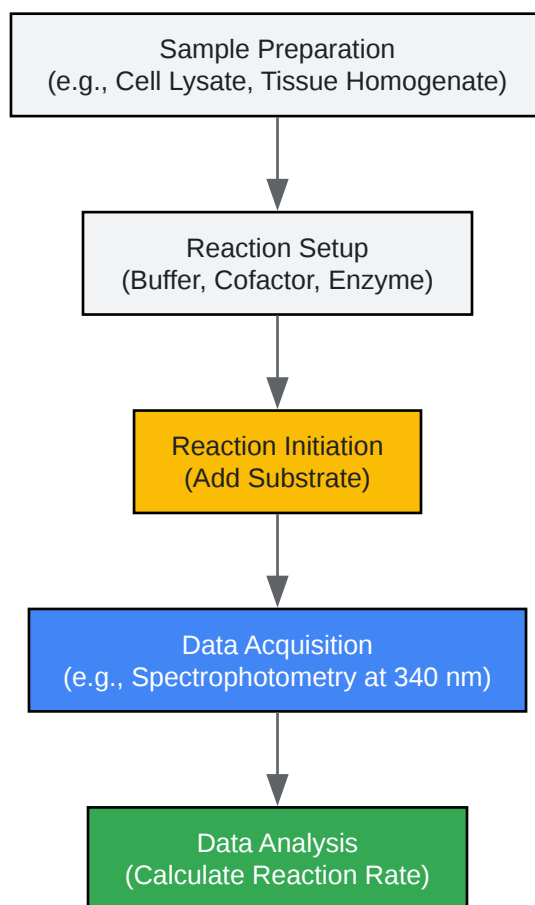 Sample Preparation
(e.g., Cell Lysate, Tissue Homogenate)
Reaction Setup
(Buffer, Cofactor, Enzyme)
Reaction Initiation
(Add Substrate)
Data Acquisition
(e.g., Spectrophotometry at 340 nm)
Data Analysis
(Calculate Reaction Rate)